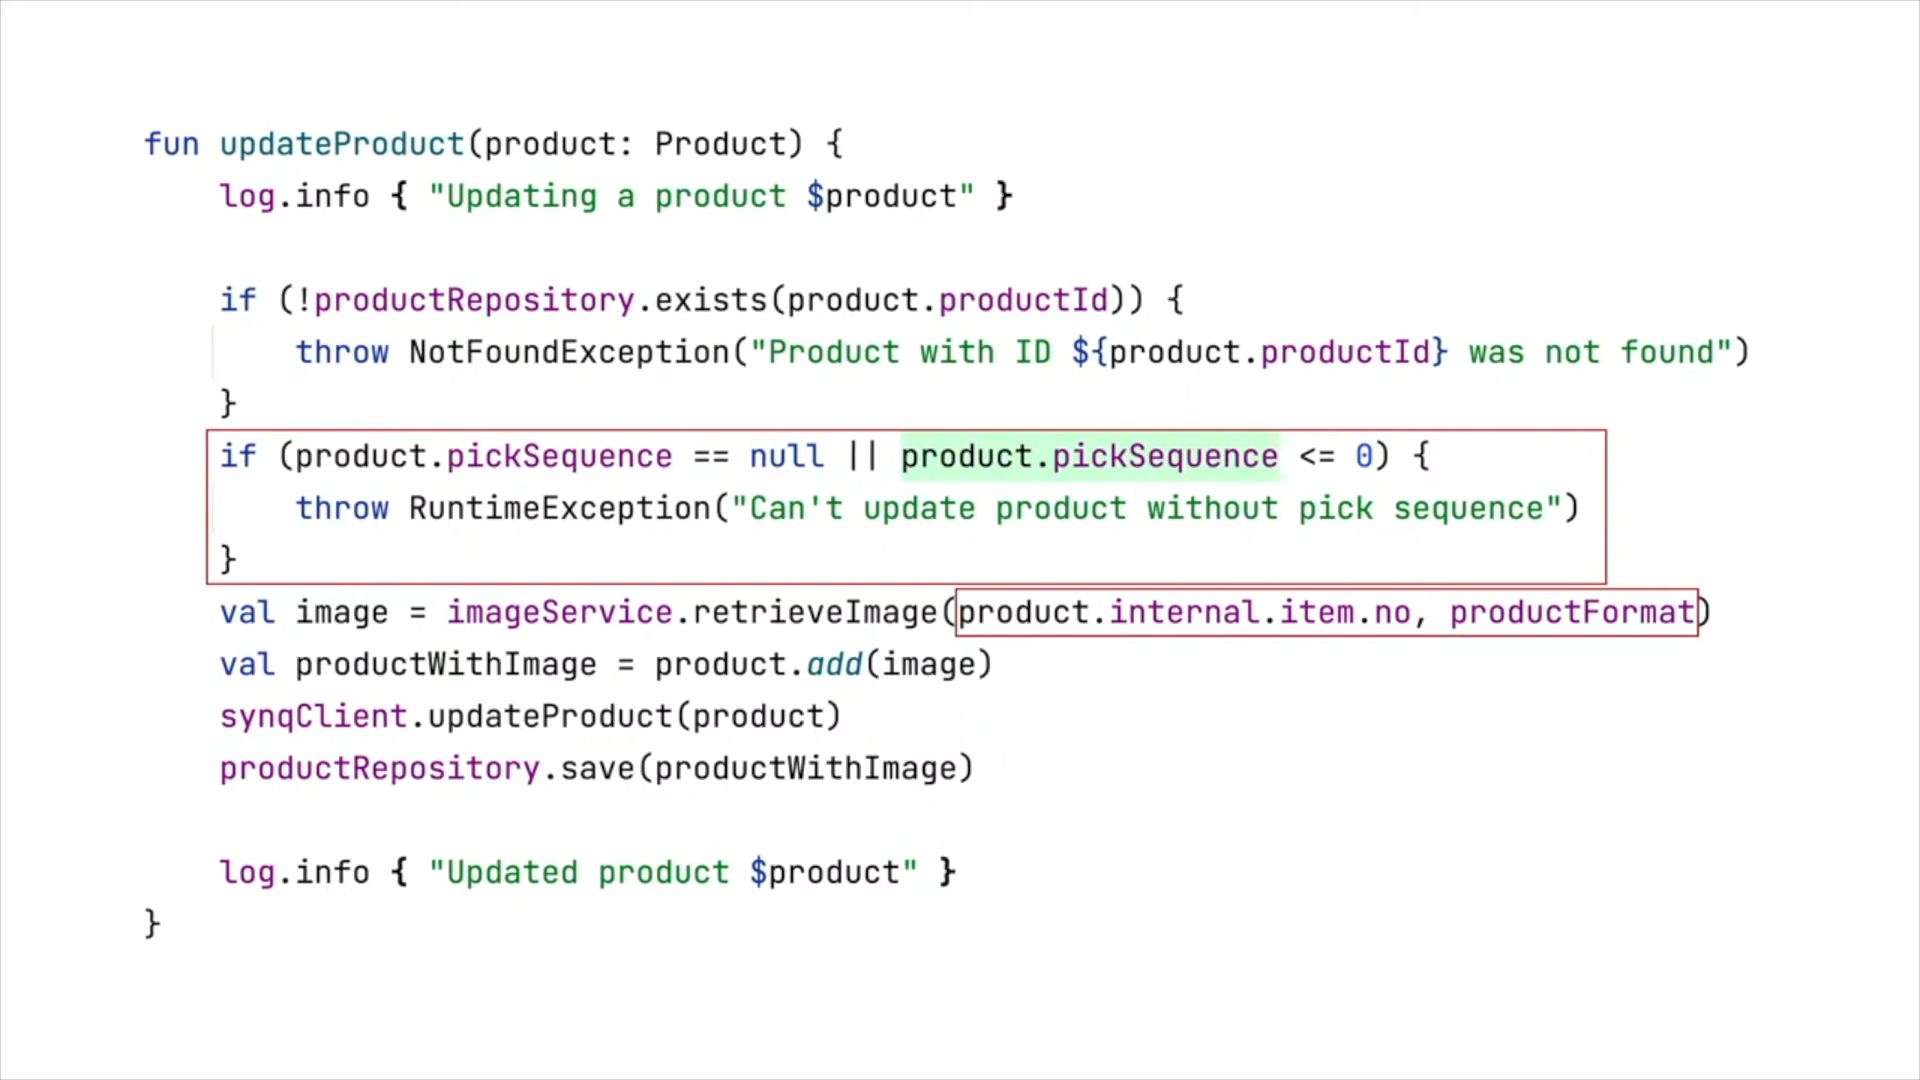 fun updateProduct(product: Product) {
log.info { "Updating a product $product" }
if (!productRepository.exists(product.productId)) {
throw NotFoundException("Product with ID ${product.productId} was not found")
}
if (product.pickSequence == null || product.pickSequence <= 0) {
throw RuntimeException("Can't update product without pick sequence")
}
val image = imageService.retrieveImage(product.internal.item.no, productFormat)
val productWithImage = product.add(image)
synqClient.updateProduct(product)
productRepository.save(productWithImage)
log.info { "Updated product $product" }
}